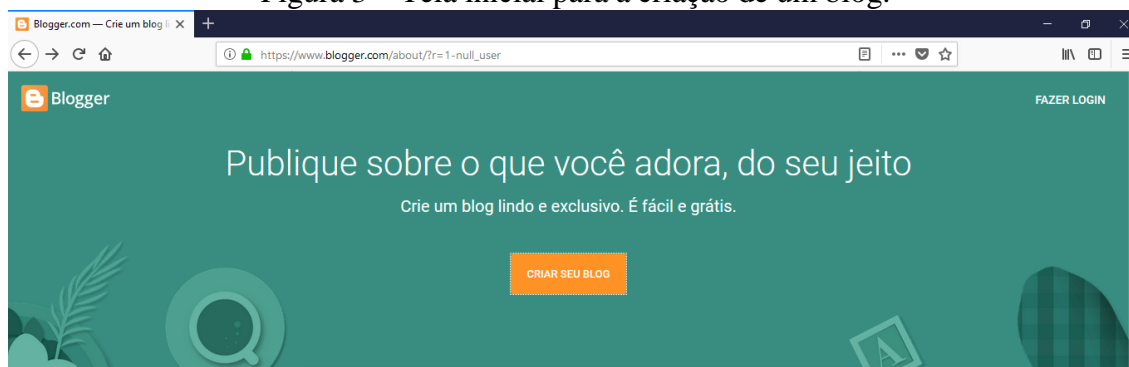 Blogger.com — Crie um blog
https://www.blogger.com/about/?r=1-null_user
Blogger
FAZER LOGIN
Publique sobre o que você adora, do seu jeito
Crie um blog lindo e exclusivo. É fácil e grátis.
CRIAR SEU BLOG
A